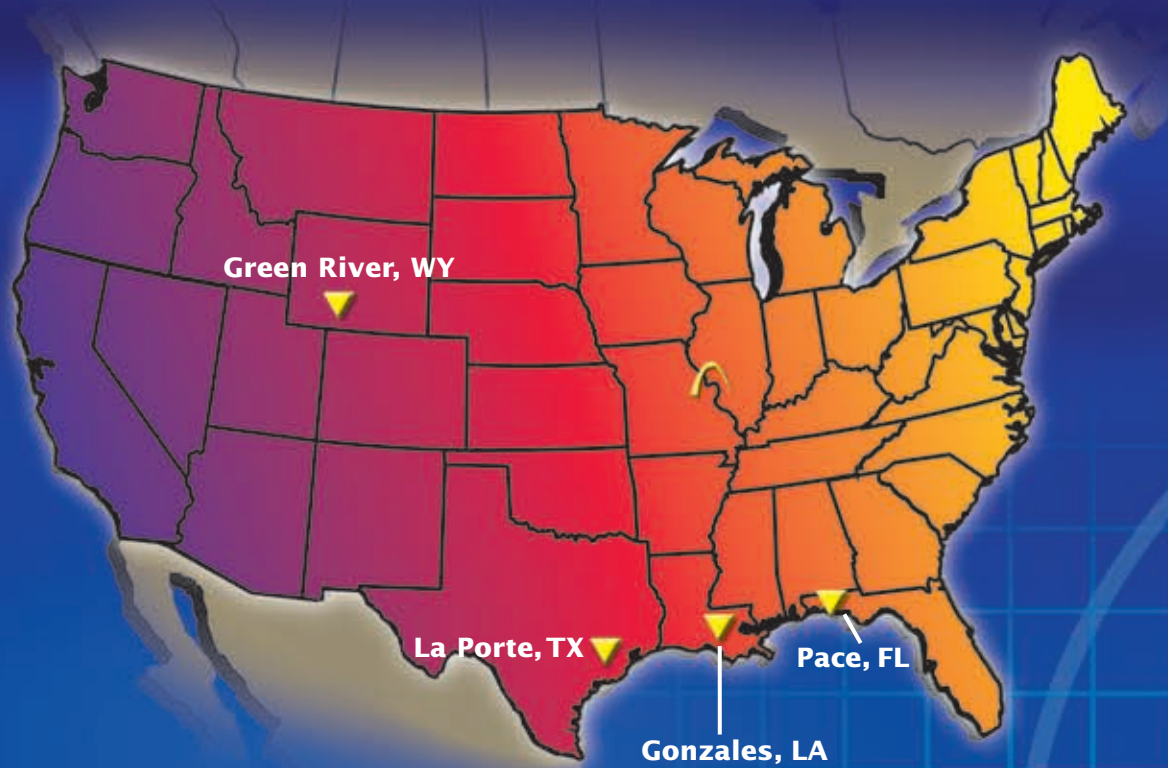 Green River, WY
La Porte, TX
Pace, FL
Gonzales, LA